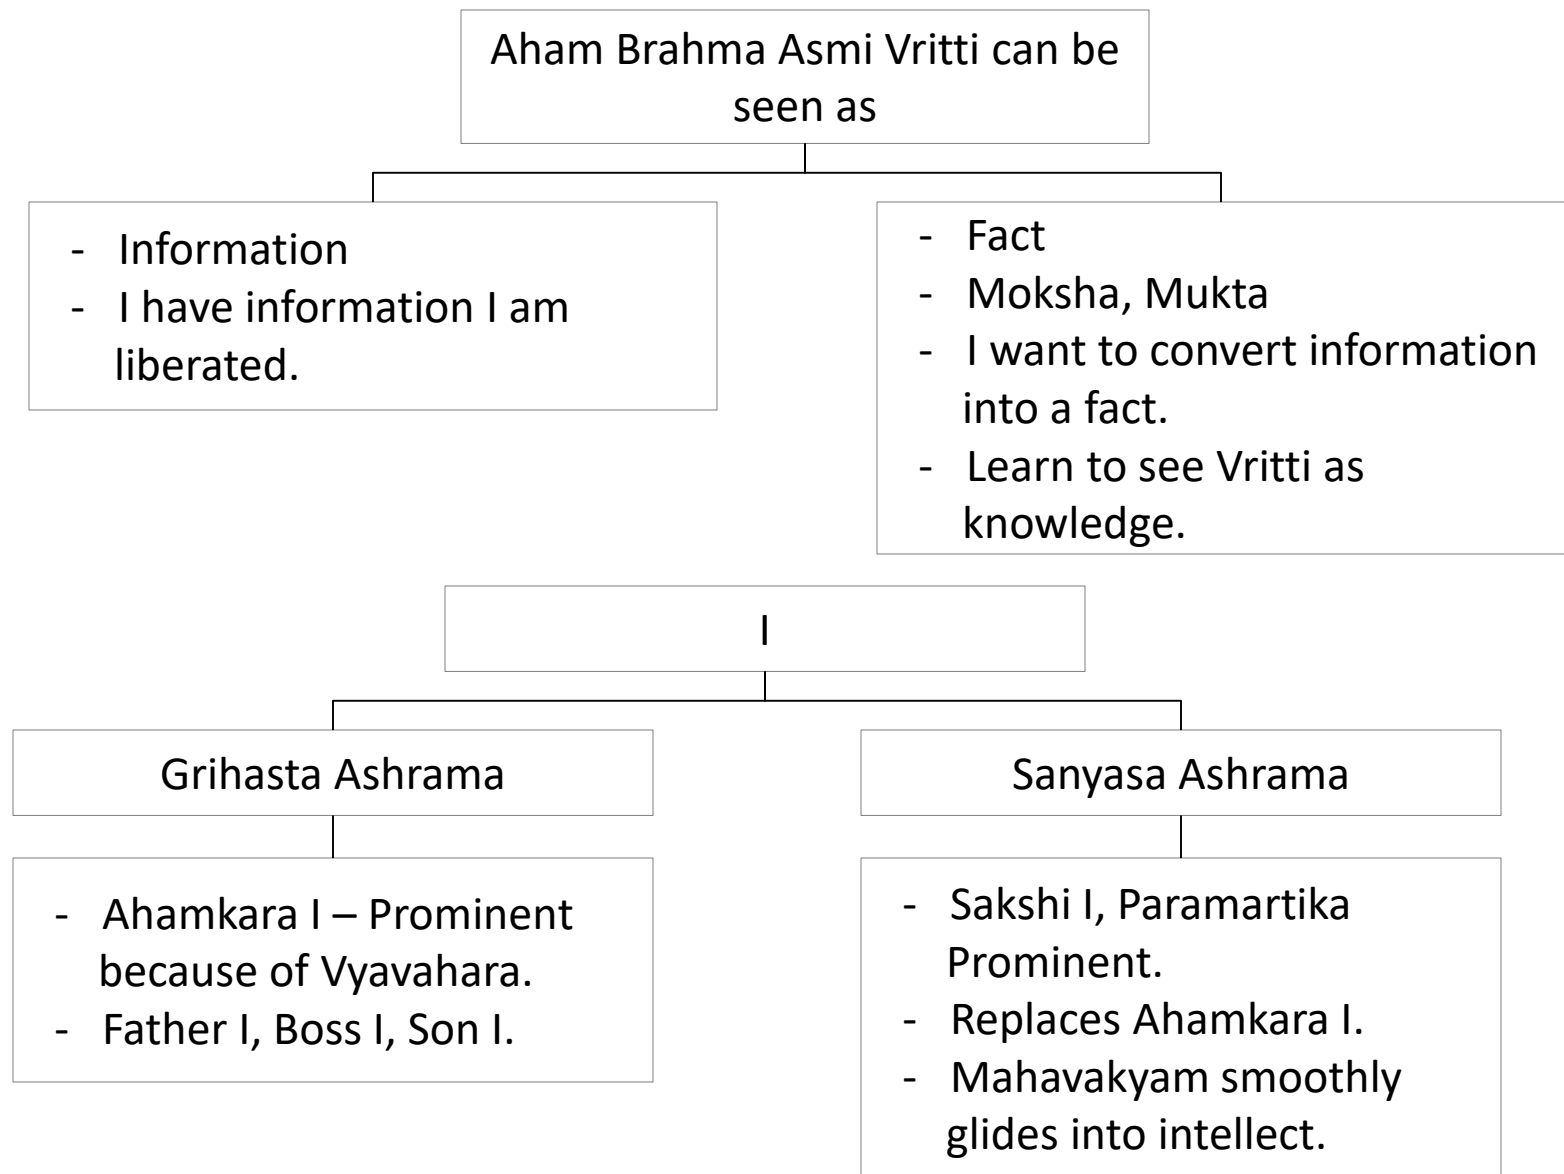 Aham Brahma Asmi Vritti can be
seen as
- Information
- I have information I am
liberated.
- Fact
- Moksha, Mukta
- I want to convert information
into a fact.
- Learn to see Vritti as
knowledge.
I
Grihasta Ashrama
Sanyasa Ashrama
- Ahamkara I – Prominent
because of Vyavahara.
- Father I, Boss I, Son I.
- Sakshi I, Paramartika
Prominent.
- Replaces Ahamkara I.
- Mahavakyam smoothly
glides into intellect.